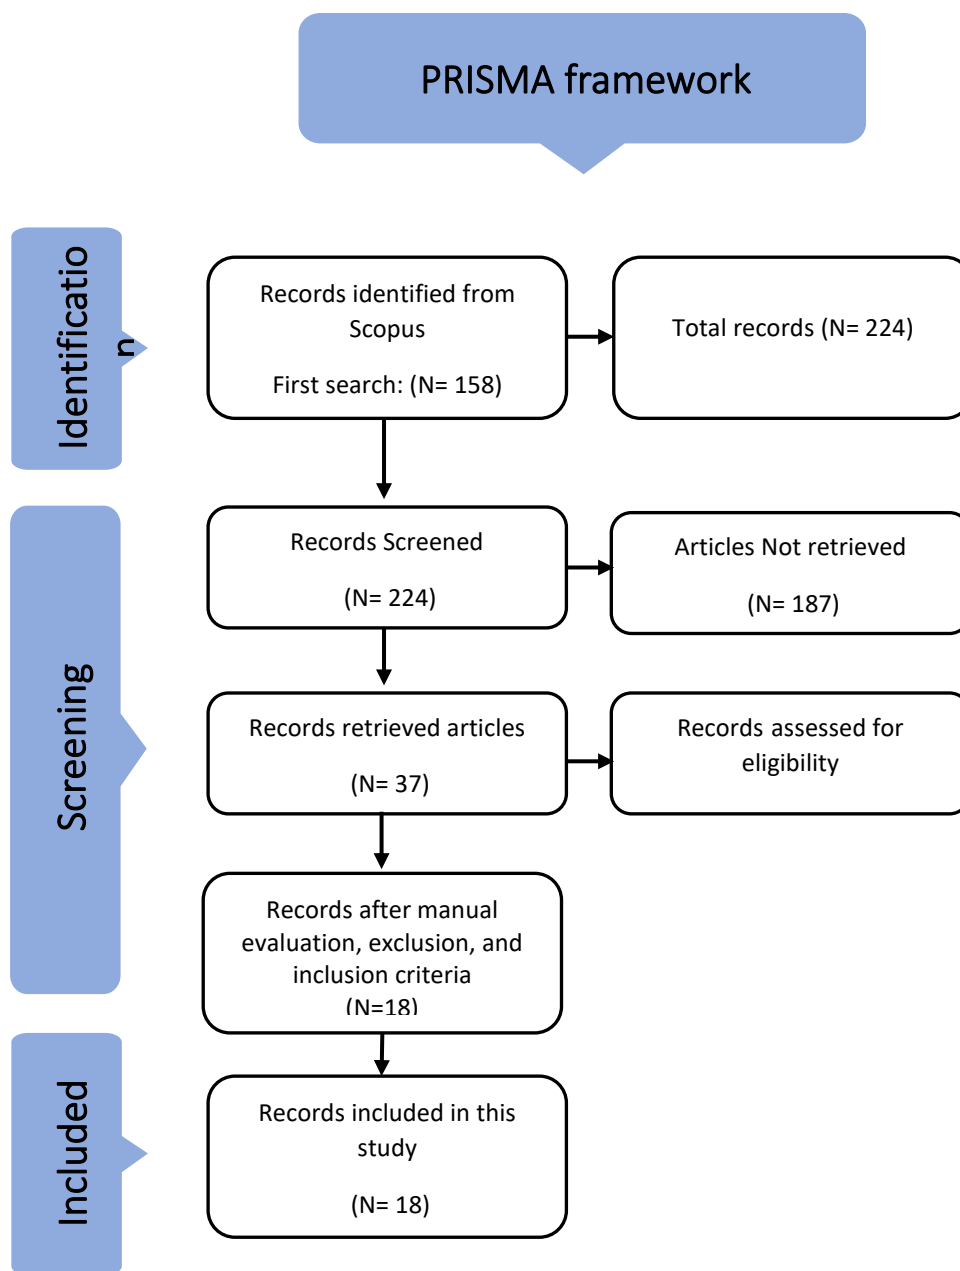 PRISMA framework
Identificatio
n
Records identified from
Scopus
First search: (N= 158)
Total records (N= 224)
Screening
Records Screened
(N= 224)
Articles Not retrieved
(N= 187)
Records retrieved articles
(N= 37)
Records assessed for
eligibility
Records after manual
evaluation, exclusion, and
inclusion criteria
(N=18)
Included
Records included in this
study
(N= 18)